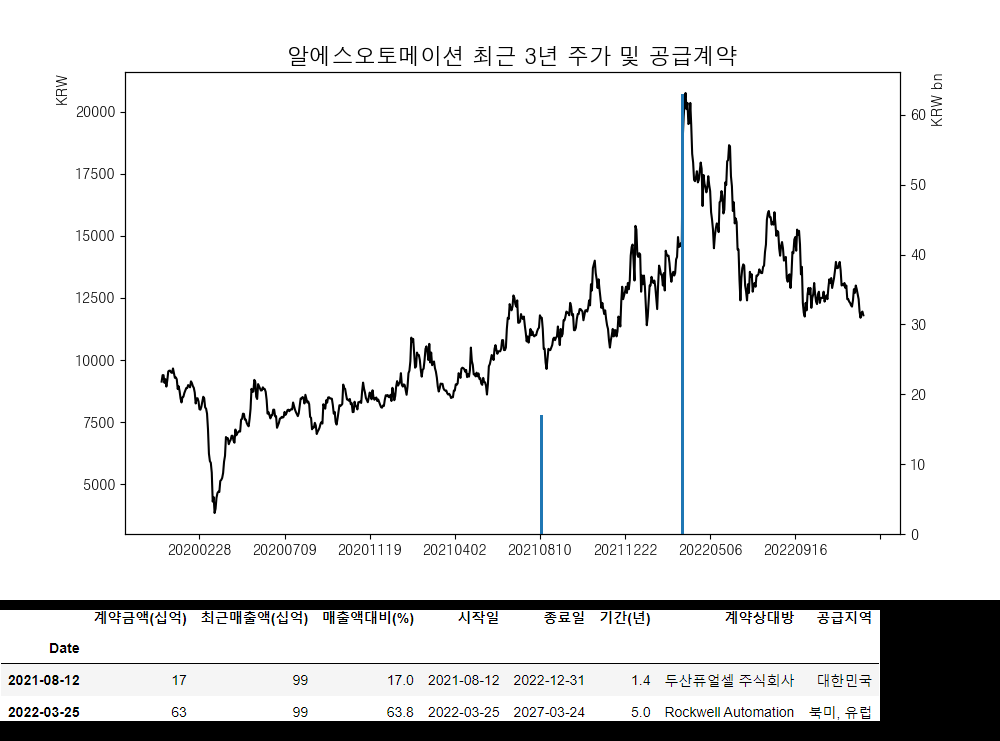 알에스오토메이션 최근 3년 주가 및 공급계약
KRW
KRW bn
20000
17500
15000
12500
10000
7500
5000
60
50
40
30
20
10
0
20200228 20200709 20201119 20210402 20210810 20211222 20220506 20220916
계약금액(십억) 최근매출액(십억) 매출액대비(%) 시작일 종료일 기간(년) 계약상대방 공급지역
Date
2021-08-12 17 99 17.0 2021-08-12 2022-12-31 1.4 두산퓨얼셀 주식회사 대한민국
2022-03-25 63 99 63.8 2022-03-25 2027-03-24 5.0 Rockwell Automation 북미, 유럽